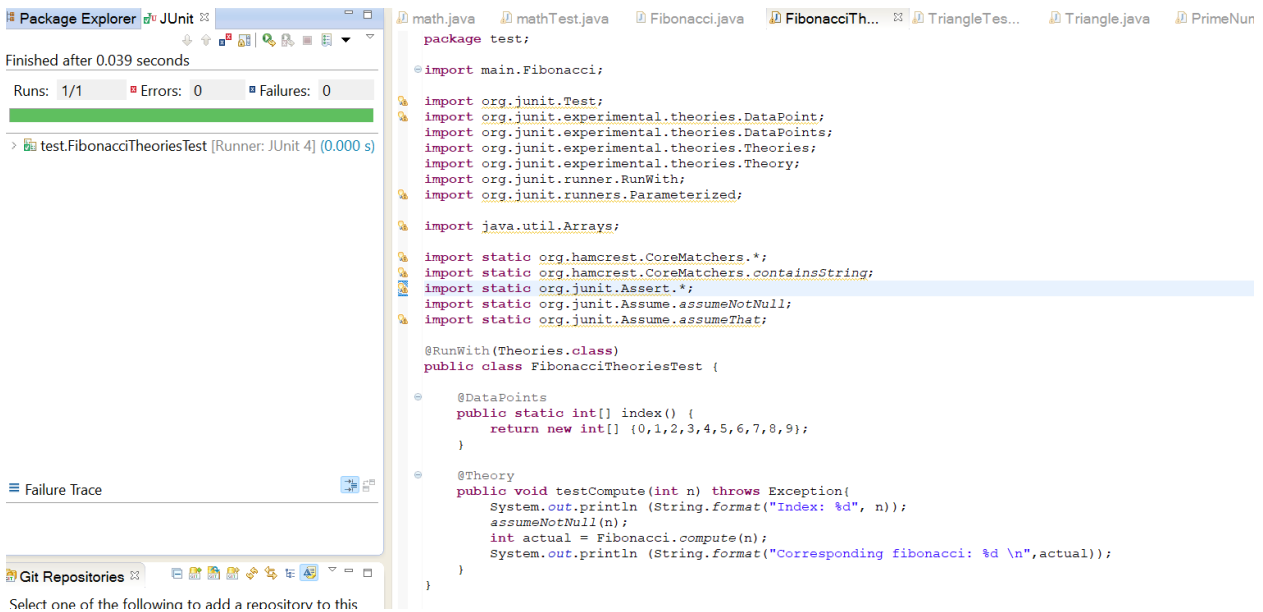 Package Explorer JUnit
Finished after 0.039 seconds
Runs: 1/1 Errors: 0 Failures: 0
test.FibonacciTheoriesTest [Runner: JUnit 4] (0.000 s)
Failure Trace
Git Repositories
Select one of the following to add a repository to this
math.java mathTest.java Fibonacci.java FibonacciTh... TriangleTes... Triangle.java PrimeNun
package test;
import main.Fibonacci;
import org.junit.Test;
import org.junit.experimental.theories.DataPoint;
import org.junit.experimental.theories.DataPoints;
import org.junit.experimental.theories.Theories;
import org.junit.experimental.theories.Theory;
import org.junit.runner.RunWith;
import org.junit.runners.Parameterized;
import java.util.Arrays;
import static org.hamcrest.CoreMatchers.*;
import static org.hamcrest.CoreMatchers.containsString;
import static org.junit.Assert.*;
import static org.junit.Assume.assumeNotNull;
import static org.junit.Assume.assumeThat;
@RunWith(Theories.class)
public class FibonacciTheoriesTest {
@DataPoints
public static int[] index() {
return new int[] {0,1,2,3,4,5,6,7,8,9};
}
@Theory
public void testCompute(int n) throws Exception{
System.out.println (String.format("Index: %d", n));
assumeNotNull(n);
int actual = Fibonacci.compute(n);
System.out.println (String.format("Corresponding fibonacci: %d \n",actual));
}
}